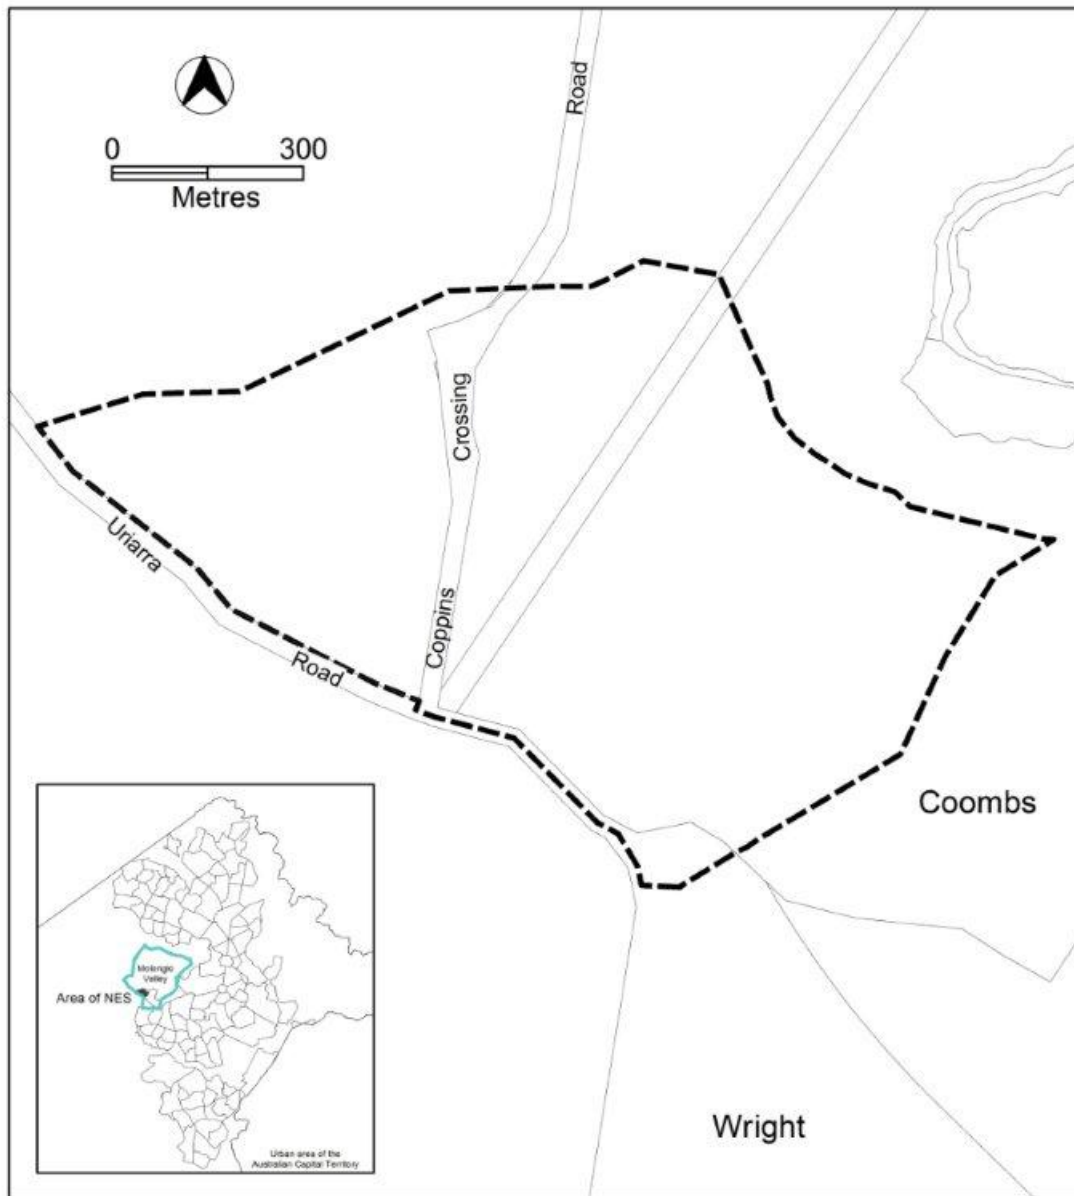 Road
0 300
Metres
Crossing
Uriarra
Coppins
Road
Coombs
Molonglo
Valley
Area of NES
Urban area of the
Australian Capital Territory
Wright